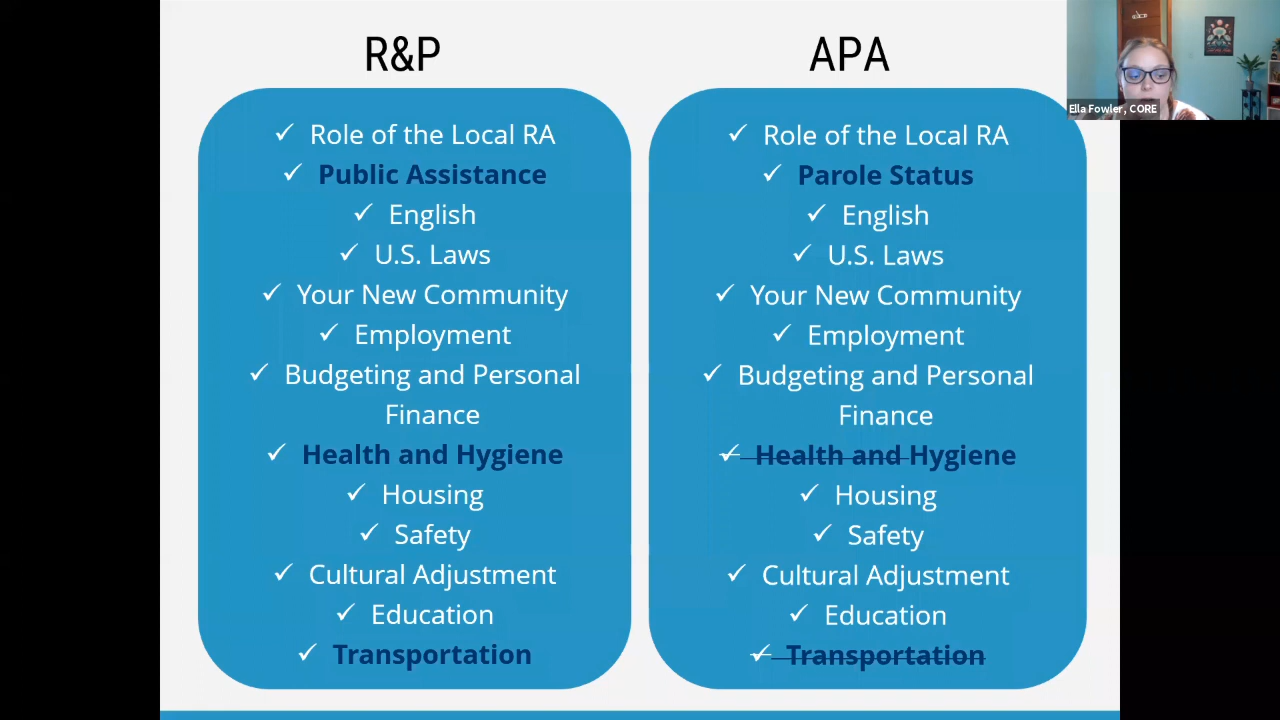 R&P
✓ Role of the Local RA
✓ Public Assistance
✓ English
✓ U.S. Laws
✓ Your New Community
✓ Employment
✓ Budgeting and Personal
Finance
✓ Health and Hygiene
✓ Housing
✓ Safety
✓ Cultural Adjustment
✓ Education
✓ Transportation
APA
✓ Role of the Local RA
✓ Parole Status
✓ English
✓ U.S. Laws
✓ Your New Community
✓ Employment
✓ Budgeting and Personal
Finance
✓ Health and Hygiene
✓ Housing
✓ Safety
✓ Cultural Adjustment
✓ Education
✓ Transportation
Ella Fowler, CORE